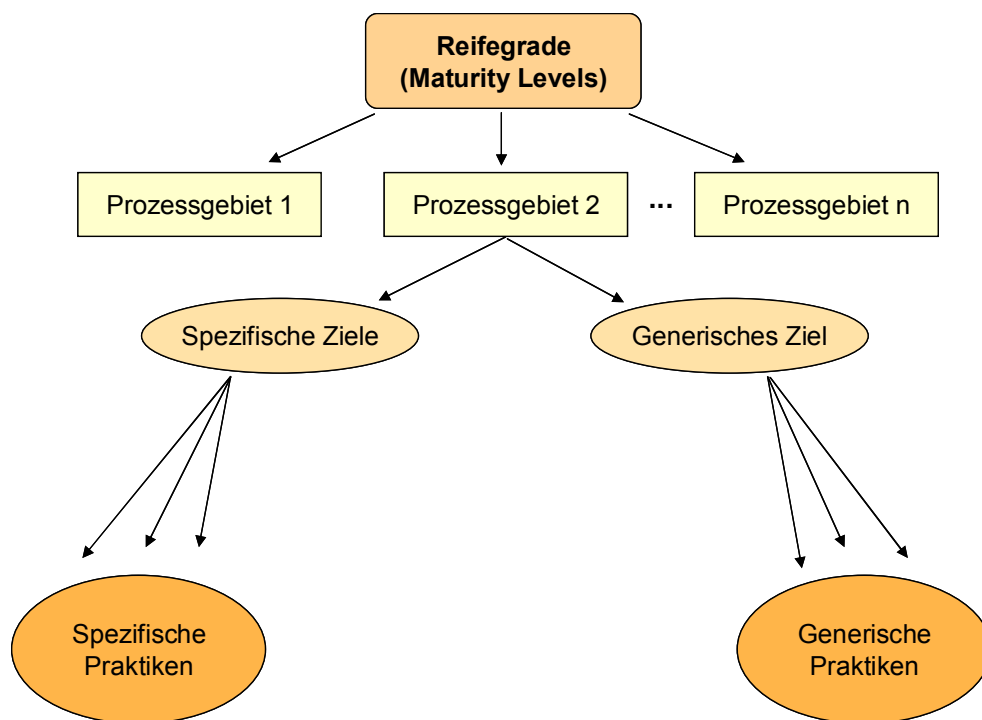 Reifegrade
(Maturity Levels)
Prozessgebiet 1
Prozessgebiet 2
...
Prozessgebiet n
Spezifische Ziele
Generisches Ziel
Spezifische
Praktiken
Generische
Praktiken